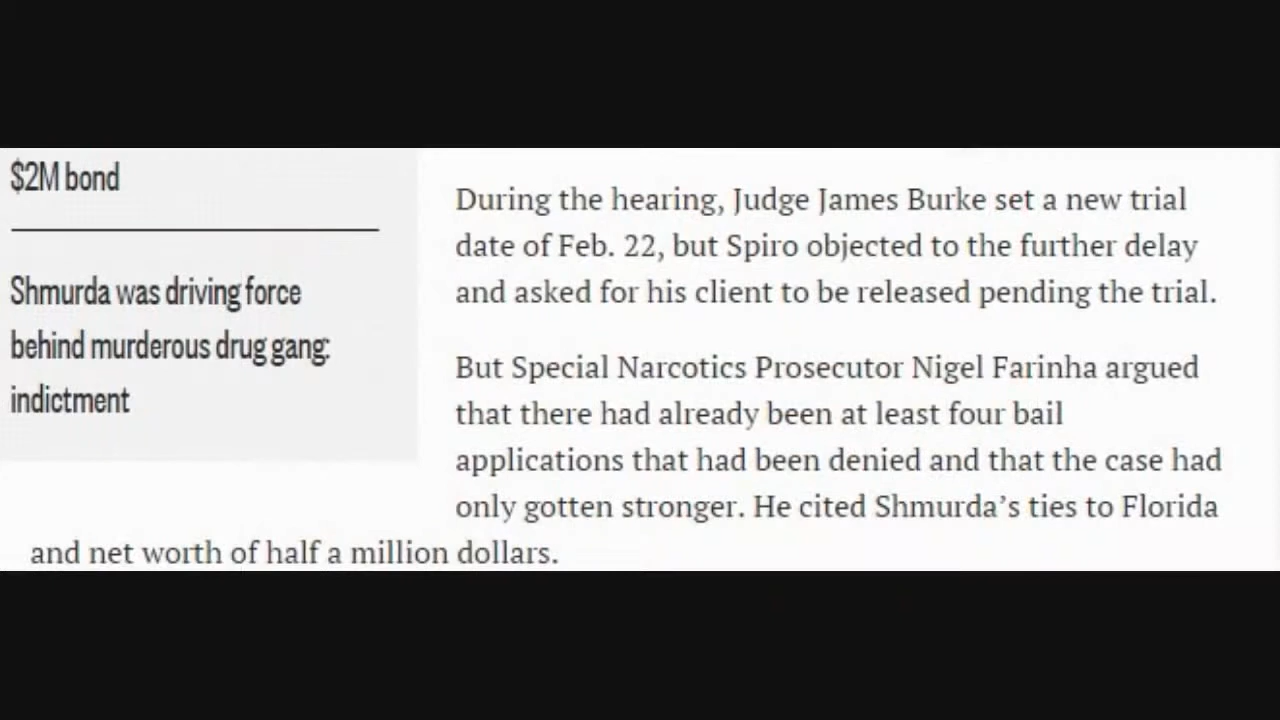 $2M bond
Shmurda was driving force
behind murderous drug gang:
indictment
During the hearing, Judge James Burke set a new trial
date of Feb. 22, but Spiro objected to the further delay
and asked for his client to be released pending the trial.
But Special Narcotics Prosecutor Nigel Farinha argued
that there had already been at least four bail
applications that had been denied and that the case had
only gotten stronger. He cited Shmurda’s ties to Florida
and net worth of half a million dollars.